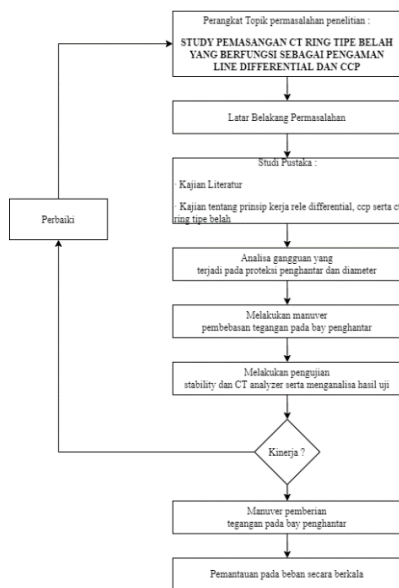 Perangkat Topik permasalahan penelitian :
STUDY PEMASANGAN CT RING TIPE BELAH
YANG BERFUNGSI SEBAGAI PENGAMAN
LINE DIFFERENTIAL DAN CCP
Latar Belakang Permasalahan
Studi Pustaka :
· Kajian Literatur
· Kajian tentang prinsip kerja rele differential, ccp serta ct
ring tipe belah
Perbaiki
Analisa gangguan yang
terjadi pada proteksi penghantar dan diameter
Melakukan manuver
pembebasan tegangan pada bay penghantar
Melakukan pengujian
stability dan CT analyzer serta menganalisa hasil uji
Kinerja ?
Manuver pemberian
tegangan pada bay penghantar
Pemantauan pada beban secara berkala